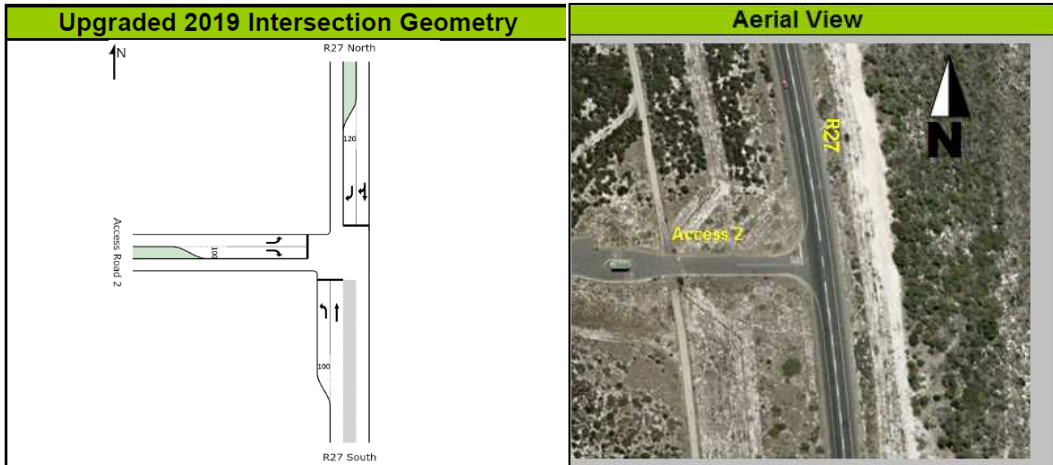 Upgraded 2019 Intersection Geometry
N
R27 North
120
Access Road 2
100
100
R27 South
Aerial View
R27
N
Access 2